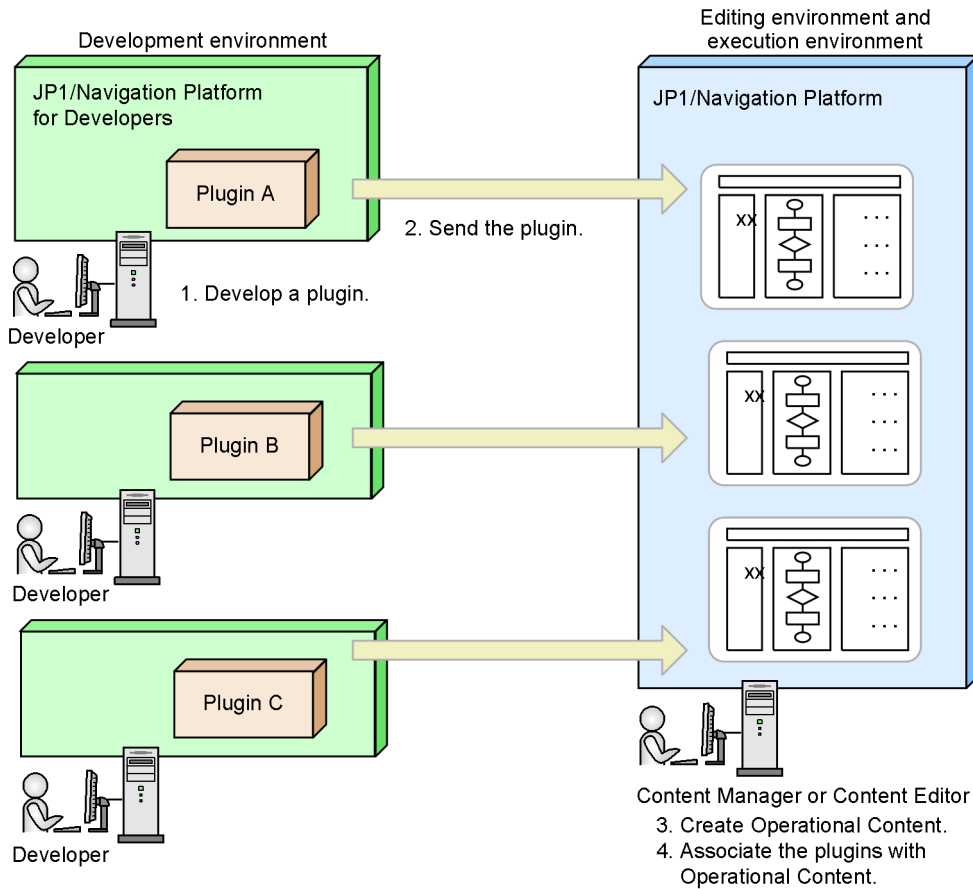 Development environment
Editing environment and
execution environment
JP1/Navigation Platform
for Developers
JP1/Navigation Platform
Plugin A
2. Send the plugin.
xx
. . .
. . .
. . .
1. Develop a plugin.
Developer
Plugin B
xx
. . .
. . .
. . .
Developer
xx
. . .
. . .
. . .
Plugin C
Developer
Content Manager or Content Editor
3. Create Operational Content.
4. Associate the plugins with
Operational Content.